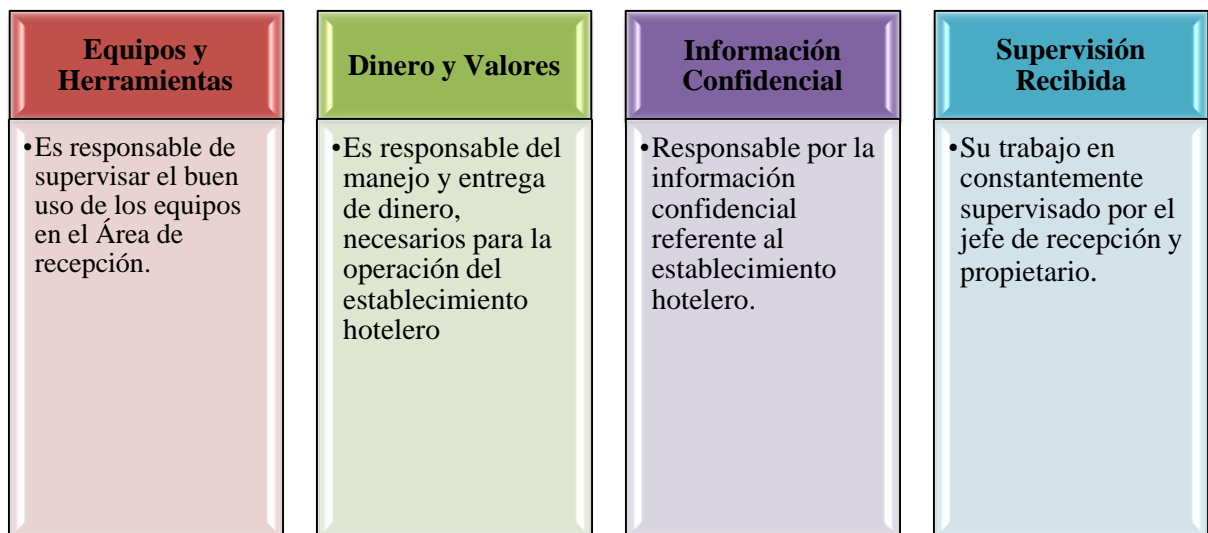 Equipos y
Herramientas
•Es responsable de
supervisar el buen
uso de los equipos
en el Área de
recepción.
Dinero y Valores
•Es responsable del
manejo y entrega
de dinero,
necesarios para la
operación del
establecimiento
hotelero
Información
Confidencial
•Responsable por la
información
confidencial
referente al
establecimiento
hotelero.
Supervisión
Recibida
•Su trabajo en
constantemente
supervisado por el
jefe de recepción y
propietario.